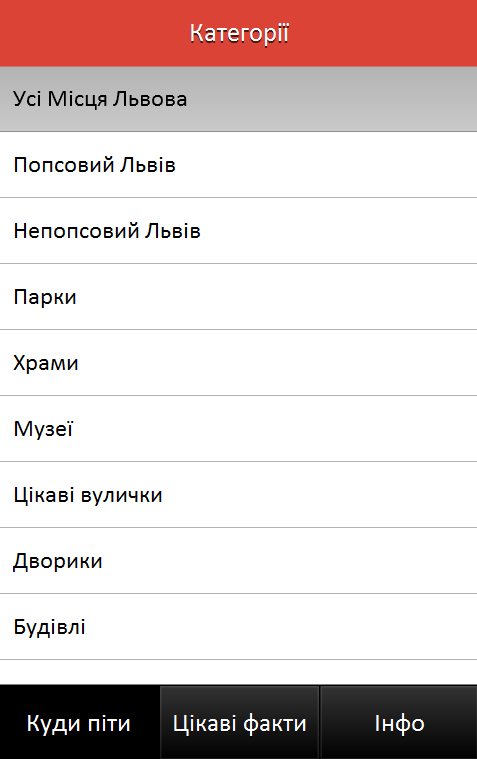 Категорії
Усі Місця Львова
Попсовий Львів
Непопсовий Львів
Парки
Храми
Музеї
Цікаві вулички
Дворики
Будівлі
Куди піти
Цікаві факти
Інфо